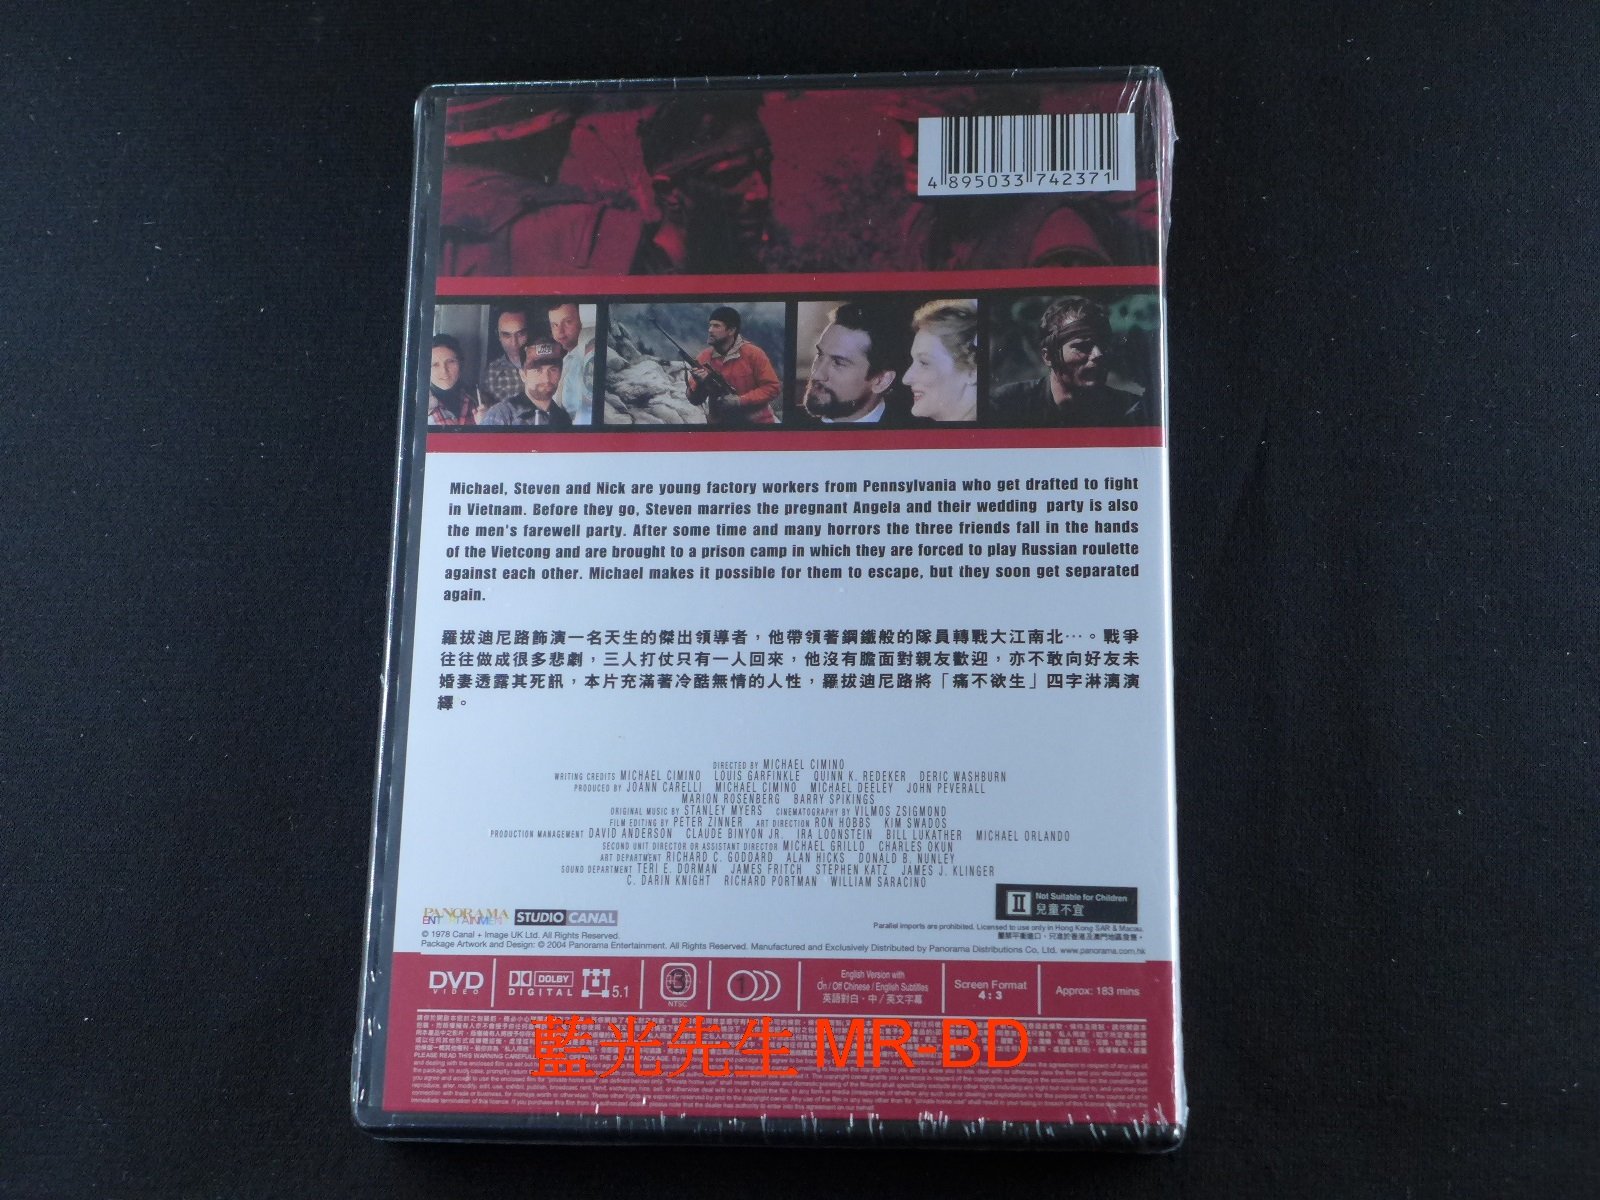 4 895033 742371
Michael, Steven and Nick are young factory workers from Pennsylvania who get drafted to fight
in Vietnam. Before they go, Steven marries the pregnant Angela and their wedding party is also
the men's farewell party. After some time and many horrors the three friends fall in the hands
of the Vietcong and are brought to a prison camp in which they are forced to play Russian roulette
against each other. Michael makes it possible for them to escape, but they soon get separated
again.
羅拔迪尼路飾演一名天生的傑出領導者，他帶領著鋼鐵般的隊員轉戰大江南北…。戰爭
往往做成很多悲劇，三人打仗只有一人回來，他沒有膽面對親友歡迎，亦不敢向好友未
婚妻透露其死訊，本片充滿著冷酷無情的人性，羅拔迪尼路將「痛不欲生」四字淋漓演
繹。
DIRECTED BY MICHAEL CIMINO
WRITING CREDITS MICHAEL CIMINO LOUIS GARFINKLE QUINN K. REDEKER DERIC WASHBURN
PRODUCED BY JOANN CARELLI MICHAEL CIMINO MICHAEL DEELEY JOHN PEVERALL
MARION ROSENBERG BARRY SPIKINGS
ORIGINAL MUSIC BY STANLEY MYERS CINEMATOGRAPHY BY VILMOS ZSIGMOND
FILM EDITING BY PETER ZINNER ART DIRECTION RON HOBBS KIM SWADOS
PRODUCTION MANAGEMENT DAVID ANDERSON CLAUDE BINYON JR. IRA LOONSTEIN BILL LUKATHER MICHAEL ORLANDO
SECOND UNIT DIRECTOR OR ASSISTANT DIRECTOR MICHAEL GRILLO CHARLES OKUN
ART DEPARTMENT RICHARD C. GODDARD ALAN HICKS DONALD B. NUNLEY
SOUND DEPARTMENT TERI E. DORMAN JAMES FRITCH STEPHEN KATZ JAMES J. KLINGER
C. DARIN KNIGHT RICHARD PORTMAN WILLIAM SARACINO
PANORAMA
ENTERTAINMENT
STUDIO CANAL
II
Not Suitable for Children
兒童不宜
Parallel imports are prohibited. Licensed to use only in Hong Kong SAR & Macau.
嚴禁平衡進口，只准於香港及澳門地區發售。
© 1978 Canal + Image UK Ltd. All Rights Reserved.
Package Artwork and Design: © 2004 Panorama Entertainment. All Rights Reserved. Manufactured and Exclusively Distributed by Panorama Distributions Co. Ltd. www.panorama.com.hk
DVD
VIDEO
DOLBY
DIGITAL
5.1
NTSC
English Version with
On / Off Chinese / English Subtitles
英語對白、中 / 英文字幕
Screen Format
4 : 3
Approx: 183 mins
藍光先生 MR-BD